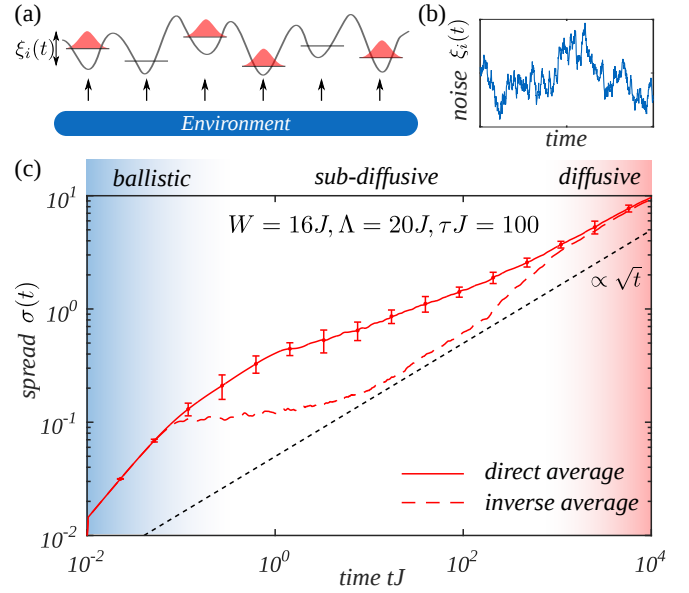 (a)
ξi(t)
Environment
(b)
noise ξi(t)
time
(c)
ballistic sub-diffusive diffusive
W = 16J, Λ = 20J, τJ = 100
∝ √t
spread σ(t)
10^1
10^0
10^-1
10^-2
direct average
inverse average
10^-2 10^0 10^2 10^4
time tJ